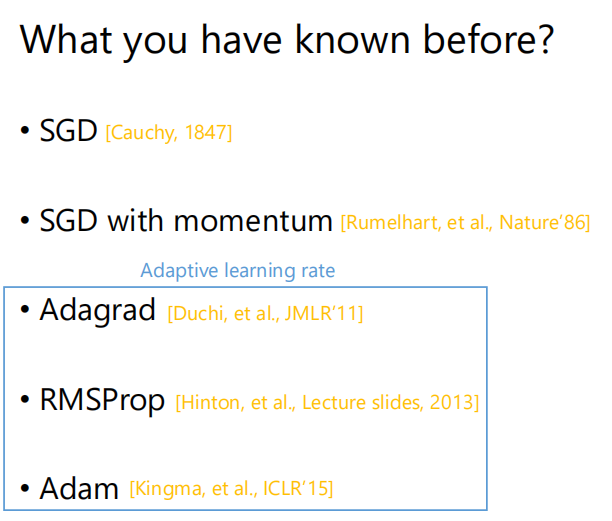 What you have known before?
• SGD [Cauchy, 1847]
• SGD with momentum [Rumelhart, et al., Nature’86]
Adaptive learning rate
• Adagrad [Duchi, et al., JMLR’11]
• RMSProp [Hinton, et al., Lecture slides, 2013]
• Adam [Kingma, et al., ICLR’15]